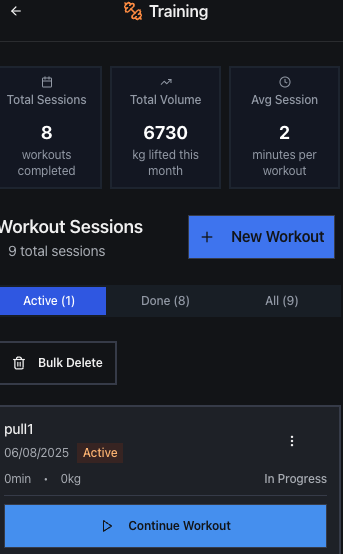 Training
Total Sessions
8
workouts
completed
Total Volume
6730
kg lifted this
month
Avg Session
2
minutes per
workout
Workout Sessions
9 total sessions
New Workout
Active (1)
Done (8)
All (9)
Bulk Delete
pull1
06/08/2025 Active
0min • 0kg In Progress
Continue Workout